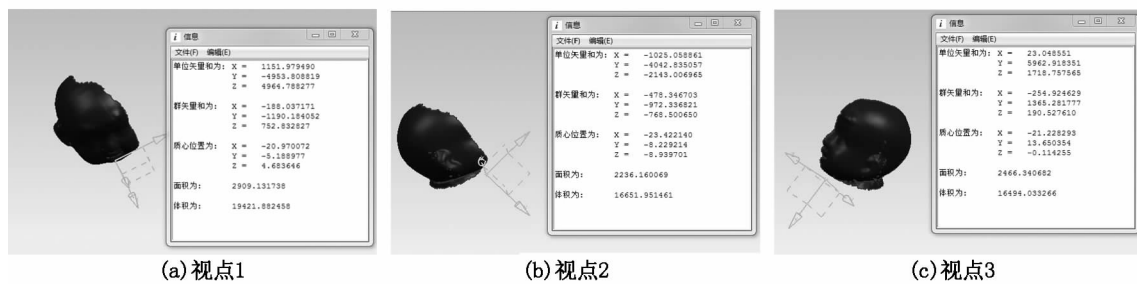 i 信息
文件(F) 编辑(E)
单位矢量和为: X = 1151.979490
Y = -4953.808819
Z = 4964.788277
群矢量和为: X = -188.037171
Y = -1190.184052
Z = 752.832827
质心位置为: X = -20.970072
Y = -5.188977
Z = 4.683646
面积为: 2909.131738
体积为: 19421.882458
(a)视点1
i 信息
文件(F) 编辑(E)
单位矢量和为: X = -1025.058861
Y = -4042.835057
Z = -2143.006965
群矢量和为: X = -478.346703
Y = -972.336821
Z = -768.500650
质心位置为: X = -23.422140
Y = -8.229214
Z = -8.939701
面积为: 2236.160069
体积为: 16651.951461
(b)视点2
i 信息
文件(F) 编辑(E)
单位矢量和为: X = 23.048551
Y = 5962.918351
Z = 1718.757565
群矢量和为: X = -254.924629
Y = 1365.281777
Z = 190.527610
质心位置为: X = -21.228293
Y = 13.650354
Z = -0.114255
面积为: 2466.340682
体积为: 16494.033266
(c)视点3